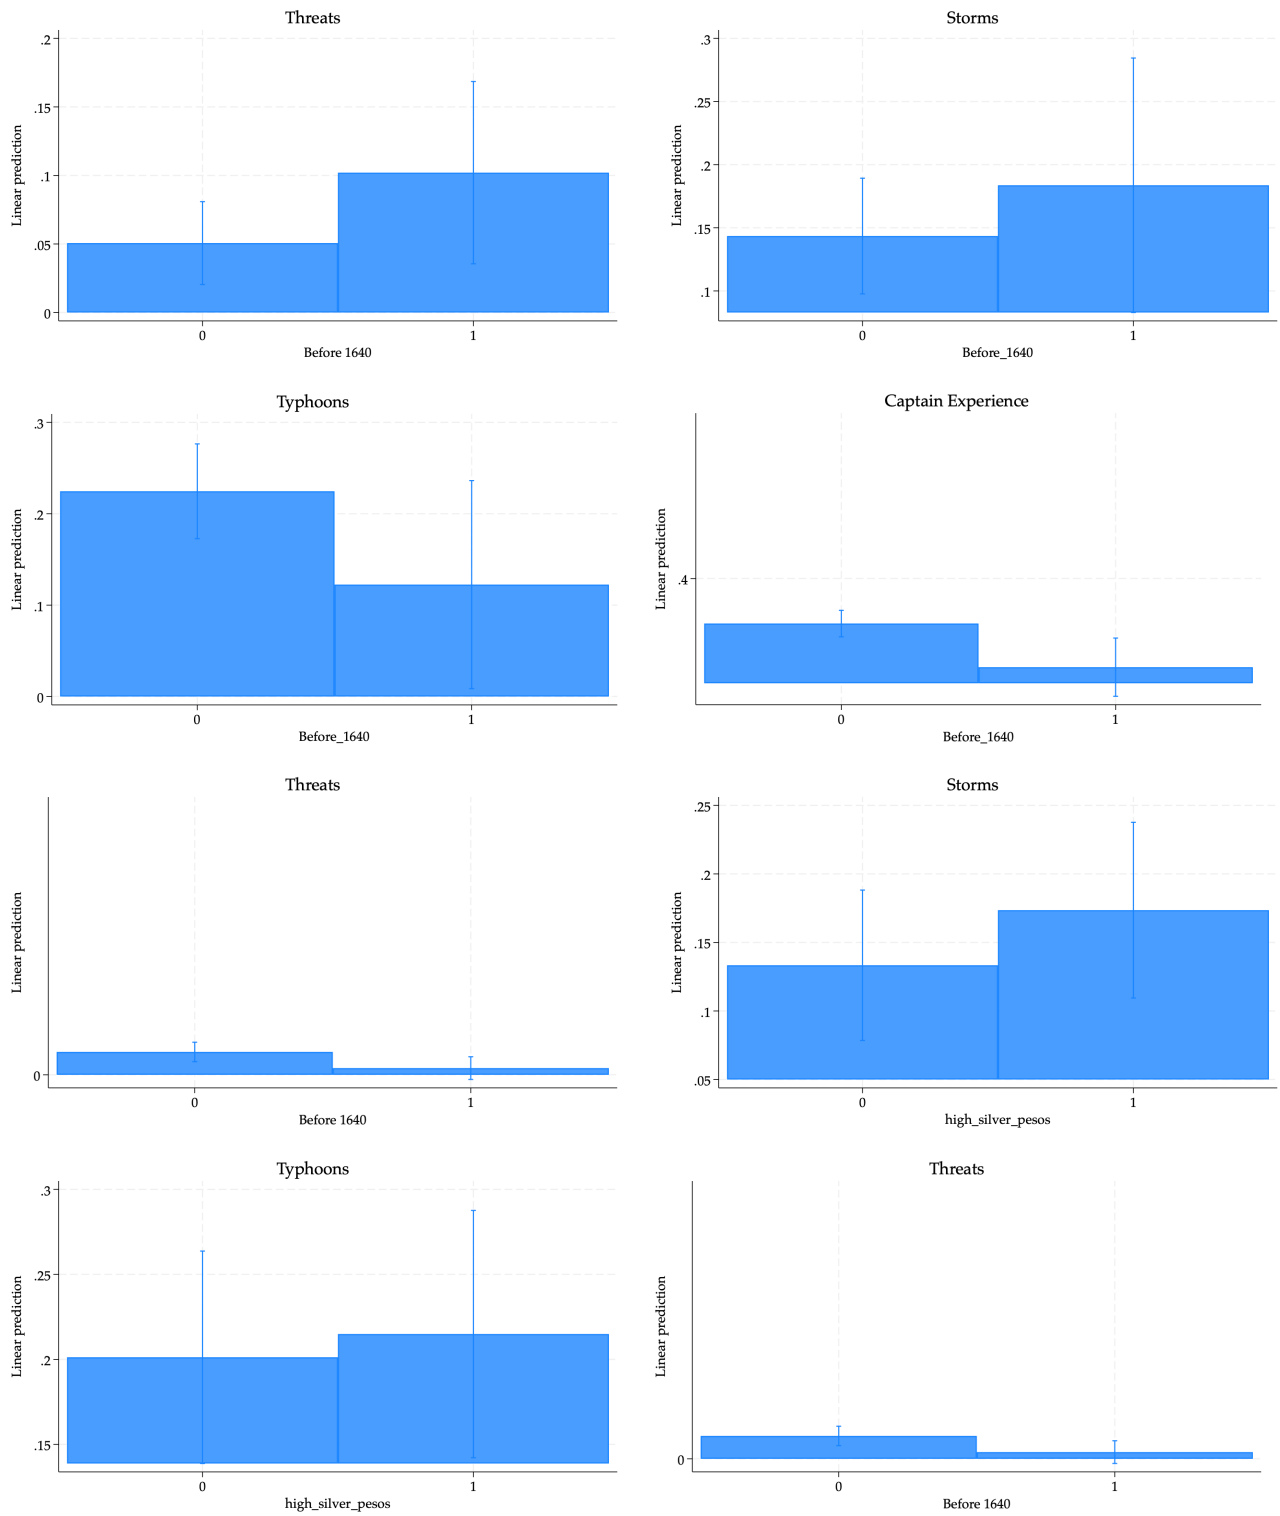 Threats
Linear prediction
.2
.15
.1
.05
0
0 1
Before 1640
Storms
Linear prediction
.3
.25
.2
.15
.1
0 1
Before_1640
Typhoons
Linear prediction
.3
.2
.1
0
0 1
Before_1640
Captain Experience
Linear prediction
.4
0 1
Before_1640
Threats
Linear prediction
0
0 1
Before 1640
Storms
Linear prediction
.25
.2
.15
.1
.05
0 1
high_silver_pesos
Typhoons
Linear prediction
.3
.25
.2
.15
0 1
high_silver_pesos
Threats
Linear prediction
0
0 1
Before 1640